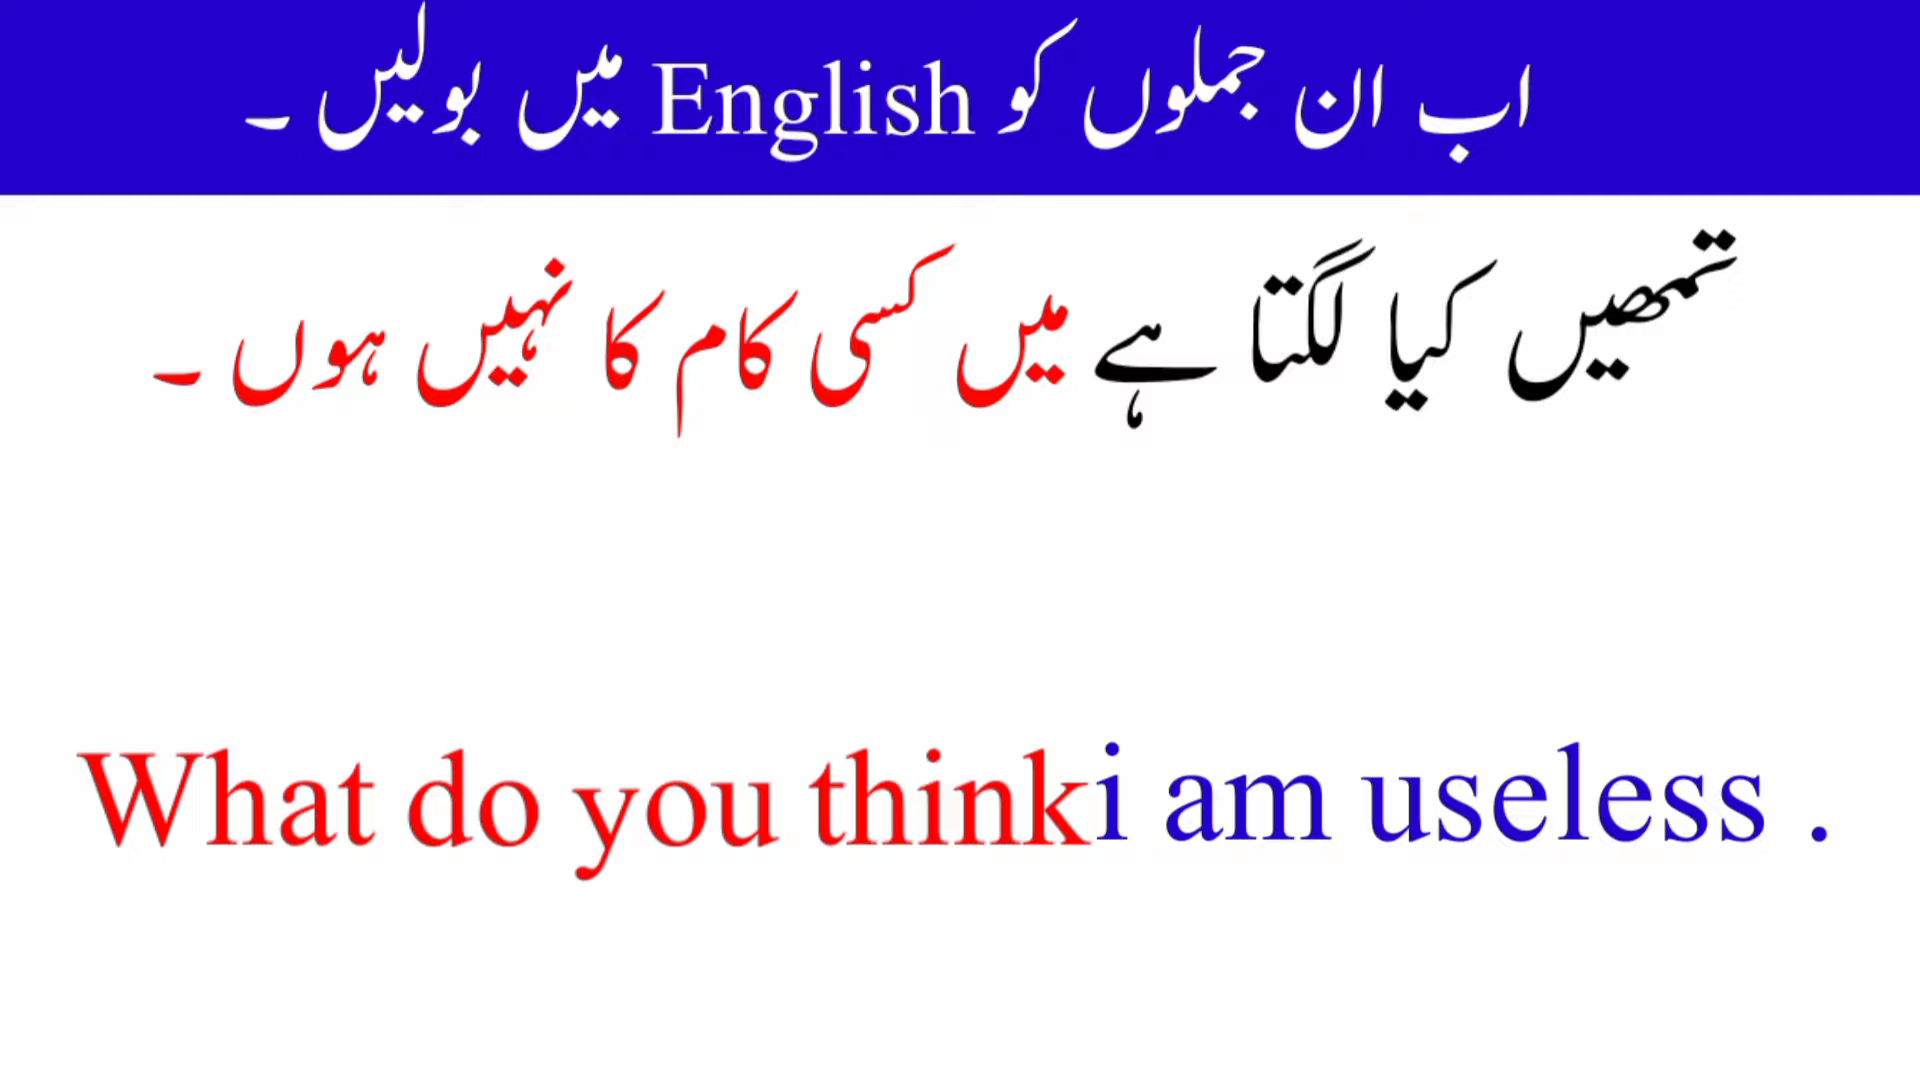 اب ان جملوں کو English میں بولیں ۔
تمھیں کیا لگتا ہے میں کسی کام کا نہیں ہوں ۔
What do you think i am useless .